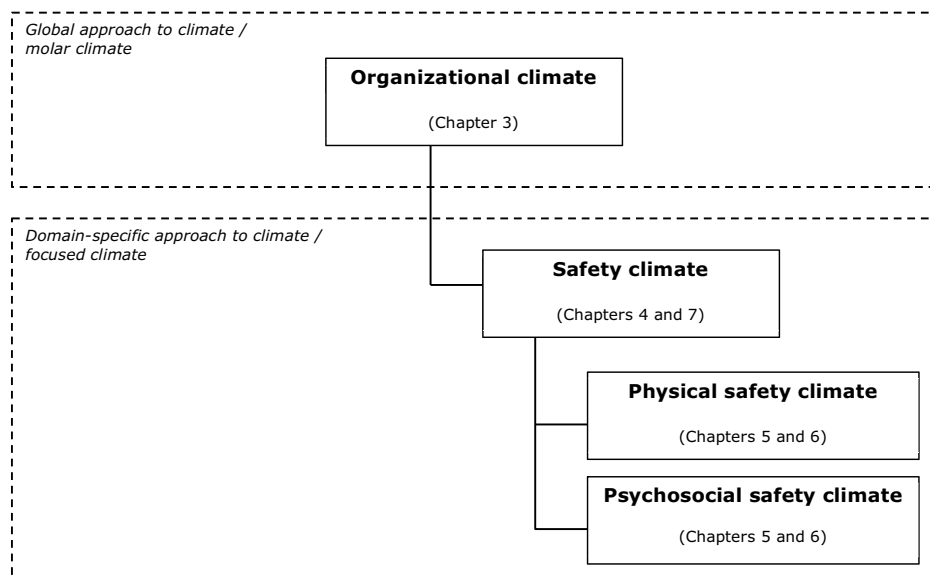 Global approach to climate /
molar climate
Organizational climate
(Chapter 3)
Domain-specific approach to climate /
focused climate
Safety climate
(Chapters 4 and 7)
Physical safety climate
(Chapters 5 and 6)
Psychosocial safety climate
(Chapters 5 and 6)